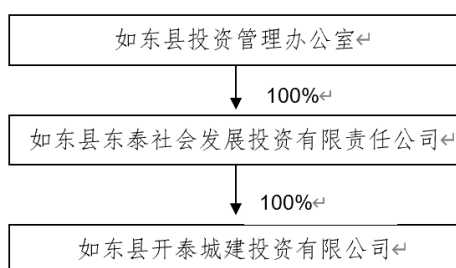 如东县投资管理办公室↵
100%↵
如东县东泰社会发展投资有限责任公司↵
100%↵
如东县开泰城建投资有限公司↵